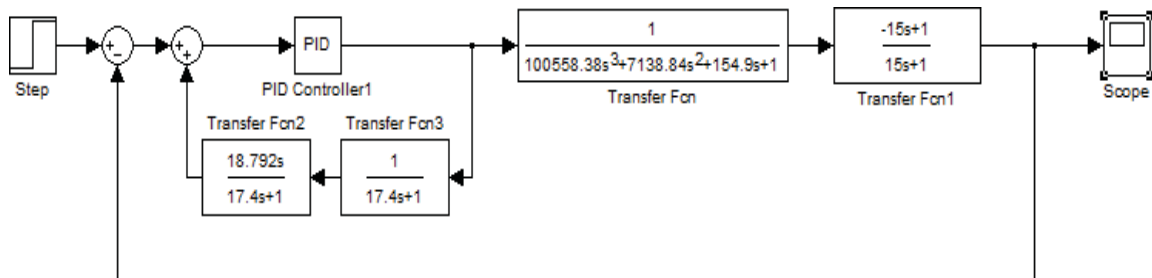 Step
+
−
+
+
PID
PID Controller1
1
100558.38s³+7138.84s²+154.9s+1
Transfer Fcn
-15s+1
15s+1
Transfer Fcn1
Scope
Transfer Fcn2
18.792s
17.4s+1
Transfer Fcn3
1
17.4s+1